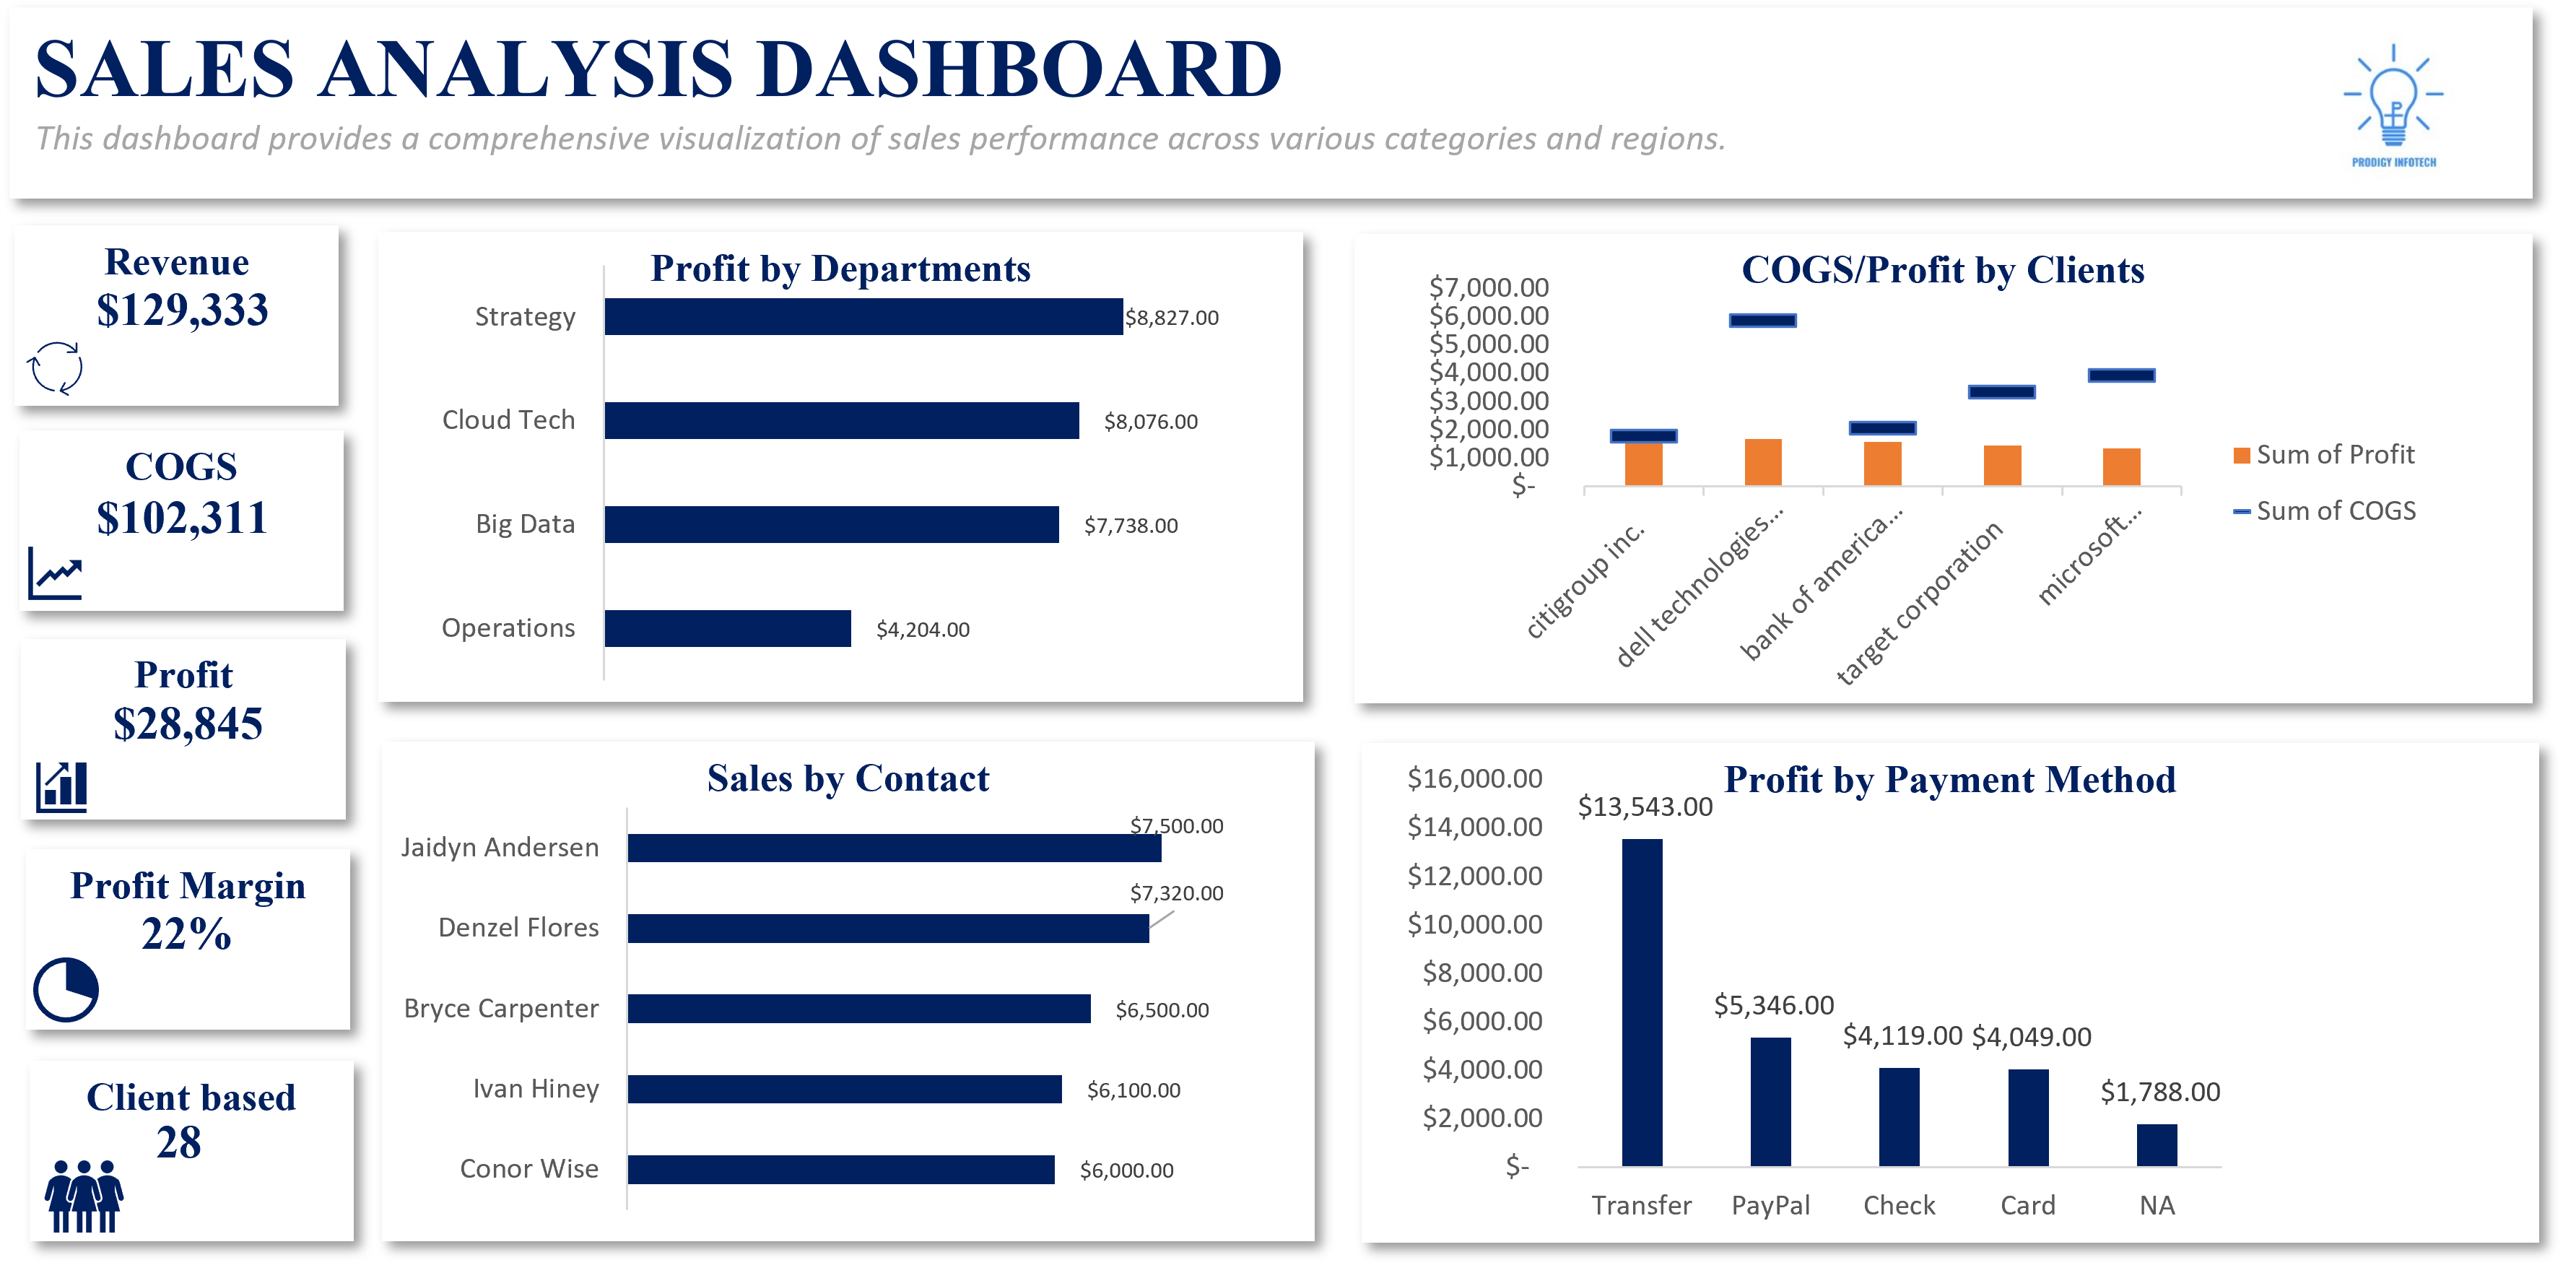 SALES ANALYSIS DASHBOARD
This dashboard provides a comprehensive visualization of sales performance across various categories and regions.
PRODIGY INFOTECH
Revenue
$129,333
COGS
$102,311
Profit
$28,845
Profit Margin
22%
Client based
28
Profit by Departments
Strategy
$8,827.00
Cloud Tech
$8,076.00
Big Data
$7,738.00
Operations
$4,204.00
COGS/Profit by Clients
$7,000.00
$6,000.00
$5,000.00
$4,000.00
$3,000.00
$2,000.00
$1,000.00
$-
citigroup inc.
dell technologies...
bank of america...
target corporation
microsoft...
Sum of Profit
Sum of COGS
Sales by Contact
Jaidyn Andersen
$7,500.00
Denzel Flores
$7,320.00
Bryce Carpenter
$6,500.00
Ivan Hiney
$6,100.00
Conor Wise
$6,000.00
Profit by Payment Method
$16,000.00
$14,000.00
$12,000.00
$10,000.00
$8,000.00
$6,000.00
$4,000.00
$2,000.00
$-
$13,543.00
$5,346.00
$4,119.00
$4,049.00
$1,788.00
Transfer
PayPal
Check
Card
NA